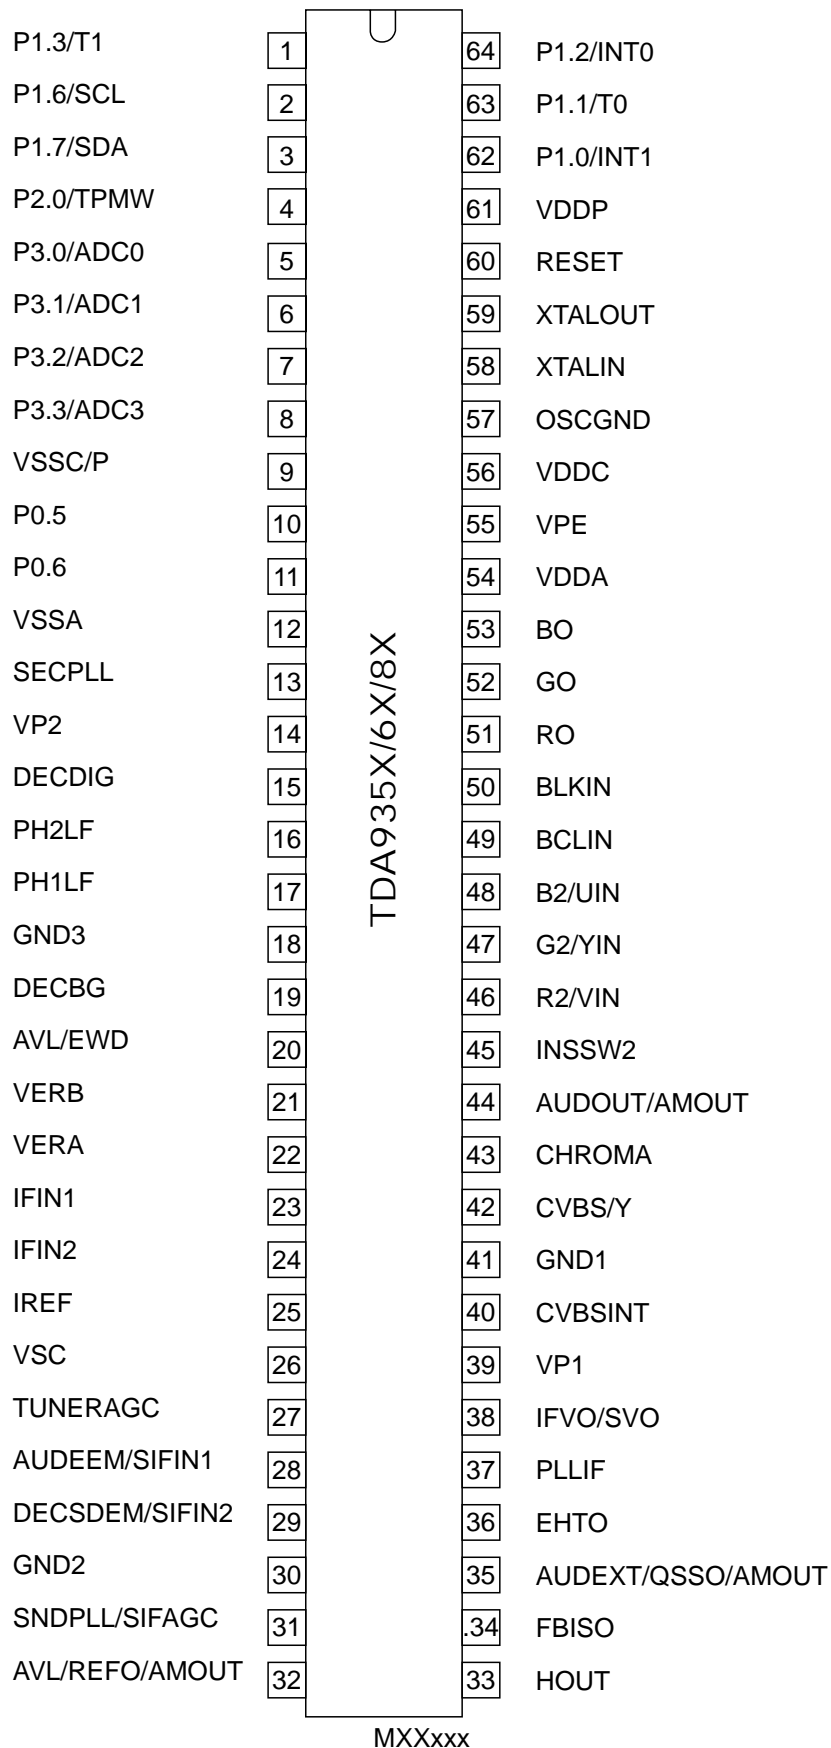 P1.3/T1 1 64 P1.2/INT0
P1.6/SCL 2 63 P1.1/T0
P1.7/SDA 3 62 P1.0/INT1
P2.0/TPMW 4 61 VDDP
P3.0/ADC0 5 60 RESET
P3.1/ADC1 6 59 XTALOUT
P3.2/ADC2 7 58 XTALIN
P3.3/ADC3 8 57 OSCGND
VSSC/P 9 56 VDDC
P0.5 10 55 VPE
P0.6 11 54 VDDA
VSSA 12 53 BO
SECPLL 13 52 GO
VP2 14 51 RO
DECDIG 15 50 BLKIN
PH2LF 16 49 BCLIN
PH1LF 17 48 B2/UIN
GND3 18 47 G2/YIN
DECBG 19 46 R2/VIN
AVL/EWD 20 45 INSSW2
VERB 21 44 AUDOUT/AMOUT
VERA 22 43 CHROMA
IFIN1 23 42 CVBS/Y
IFIN2 24 41 GND1
IREF 25 40 CVBSINT
VSC 26 39 VP1
TUNERAGC 27 38 IFVO/SVO
AUDEEM/SIFIN1 28 37 PLLIF
DECSDEM/SIFIN2 29 36 EHTO
GND2 30 35 AUDEXT/QSSO/AMOUT
SNDPLL/SIFAGC 31 .34 FBISO
AVL/REFO/AMOUT 32 33 HOUT
TDA935X/6X/8X
MXXxxx